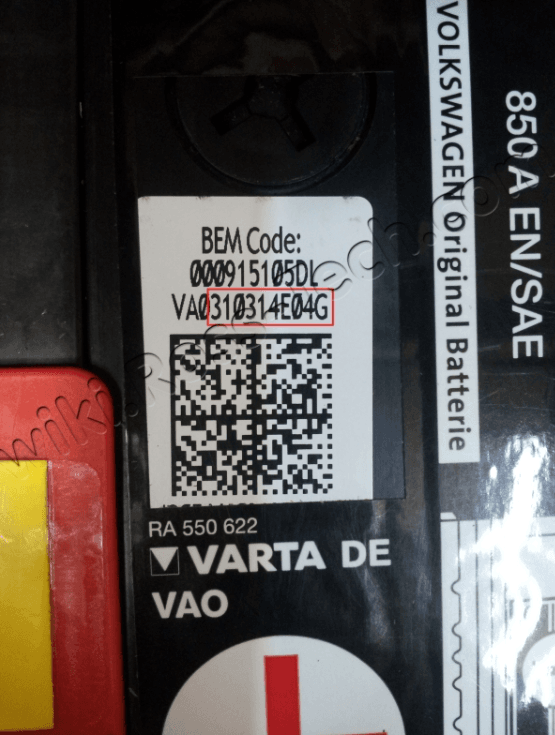 BEM Code:
000915105DL
VA0310314E04G
RA 550 622
VARTA DE
VAO
VOLKSWAGEN Original Batterie
850 A EN/SAE